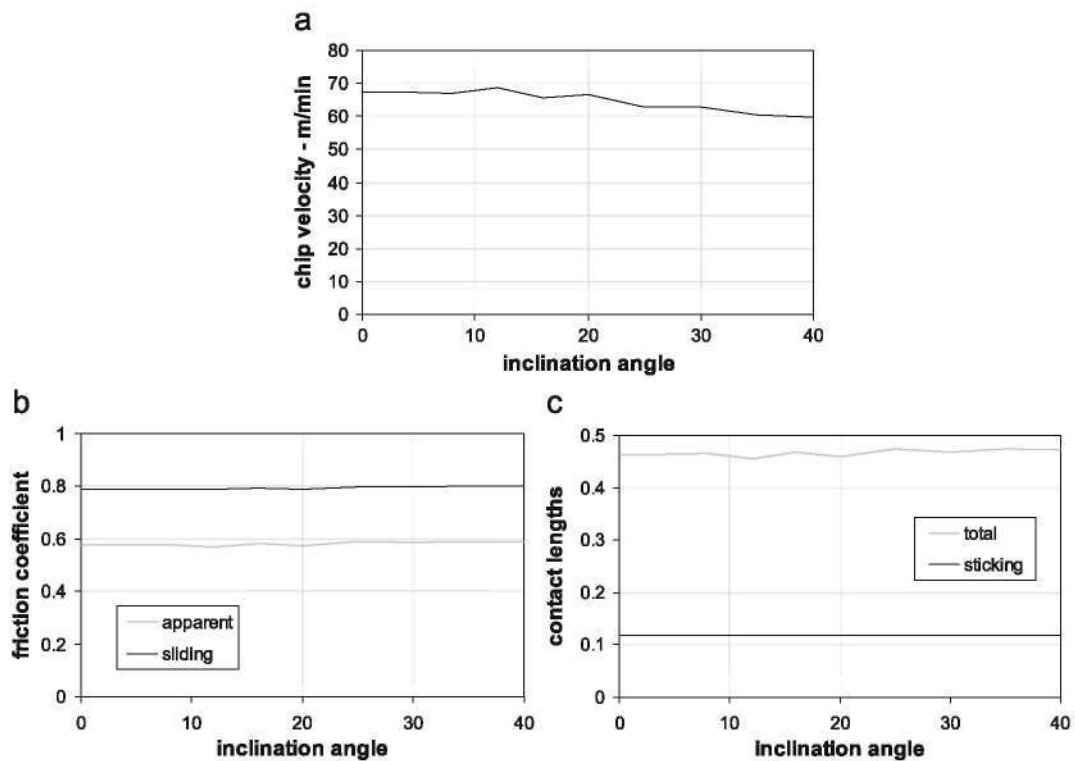 a
chip velocity - m/min
80
70
60
50
40
30
20
10
0
0 10 20 30 40
inclination angle
b
friction coefficient
1
0.8
0.6
0.4
0.2
0
apparent
sliding
0 10 20 30 40
inclination angle
c
contact lengths
0.5
0.4
0.3
0.2
0.1
0
total
sticking
0 10 20 30 40
inclination angle